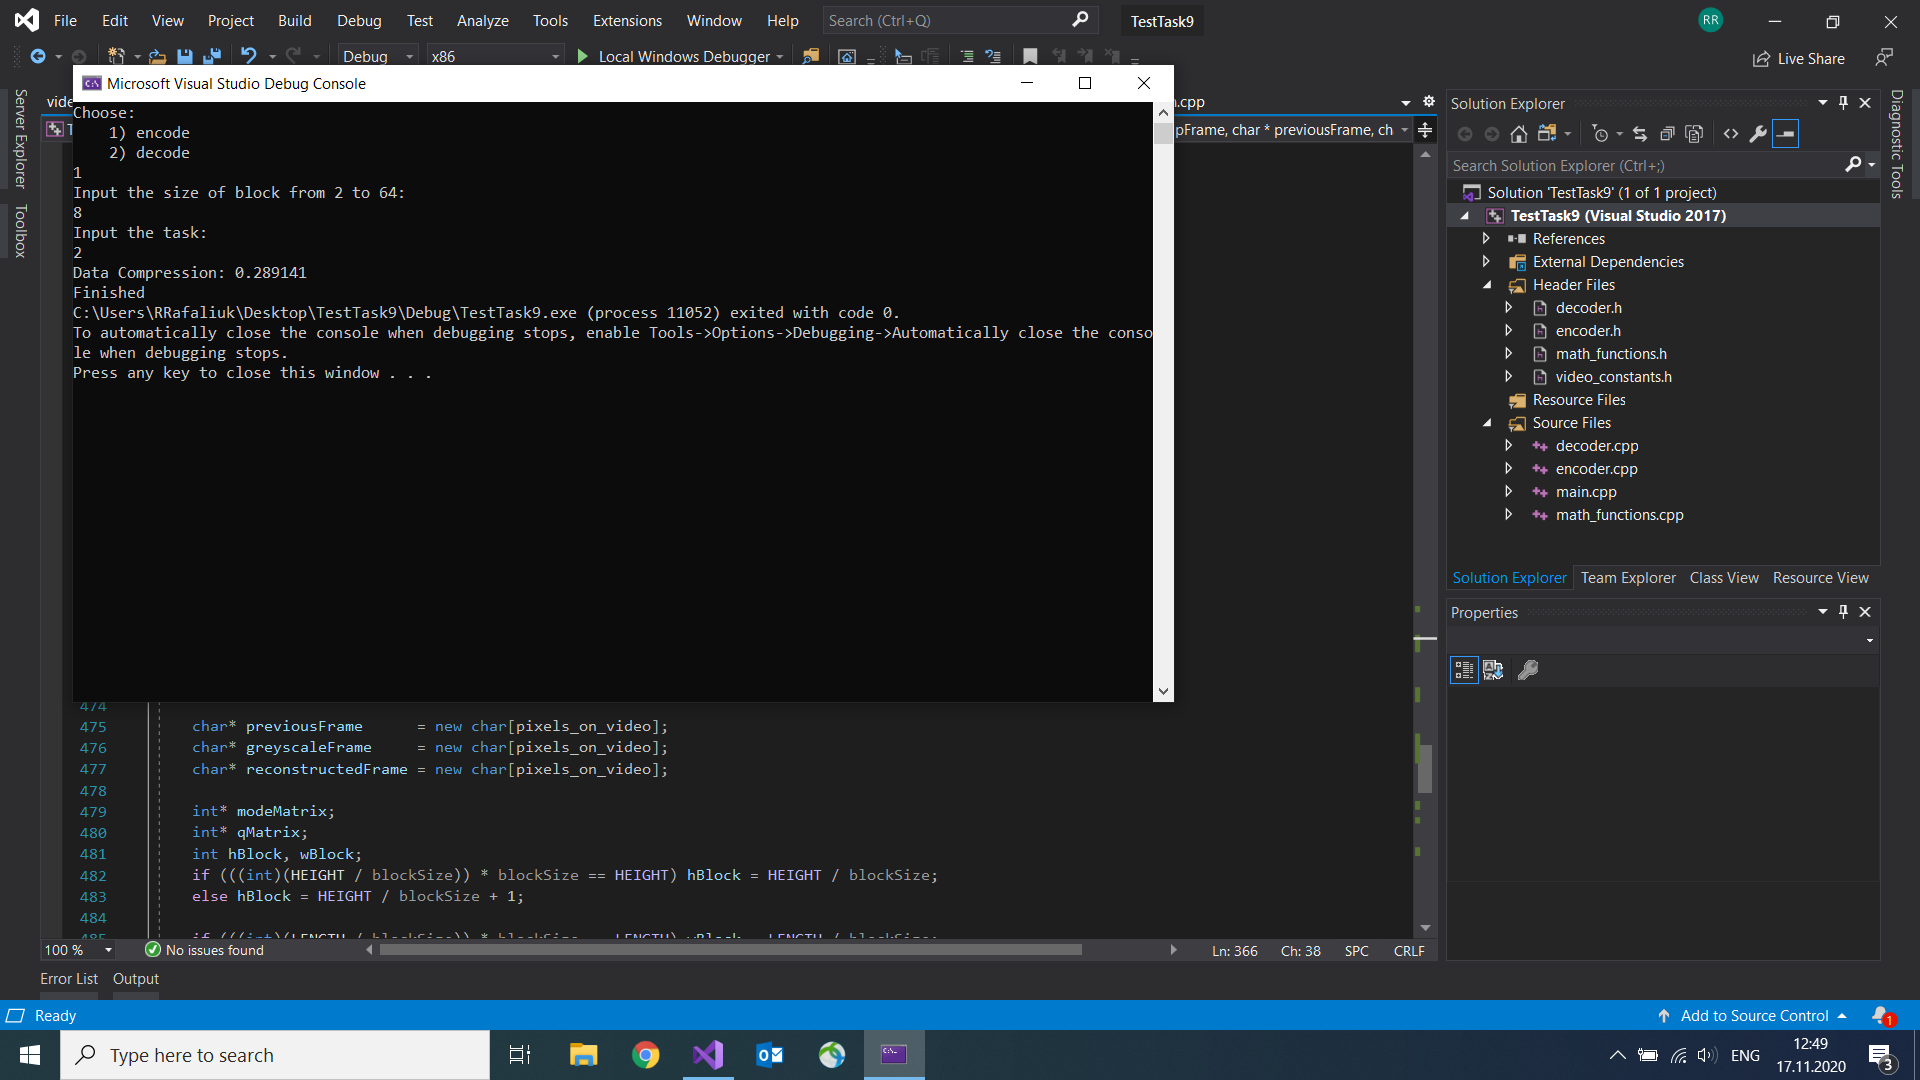 File Edit View Project Build Debug Test Analyze Tools Extensions Window Help Search (Ctrl+Q) TestTask9 RR
Debug x86 Local Windows Debugger Live Share
Microsoft Visual Studio Debug Console
Choose:
1) encode
2) decode
1
Input the size of block from 2 to 64:
8
Input the task:
2
Data Compression: 0.289141
Finished
C:\Users\RRafaliuk\Desktop\TestTask9\Debug\TestTask9.exe (process 11052) exited with code 0.
To automatically close the console when debugging stops, enable Tools->Options->Debugging->Automatically close the conso
le when debugging stops.
Press any key to close this window . . .
Server Explorer
Toolbox
.cpp
pFrame, char * previousFrame, ch
474
475 char* previousFrame = new char[pixels_on_video];
476 char* greyscaleFrame = new char[pixels_on_video];
477 char* reconstructedFrame = new char[pixels_on_video];
478
479 int* modeMatrix;
480 int* qMatrix;
481 int hBlock, wBlock;
482 if (((int)(HEIGHT / blockSize)) * blockSize == HEIGHT) hBlock = HEIGHT / blockSize;
483 else hBlock = HEIGHT / blockSize + 1;
484
100 % No issues found Ln: 366 Ch: 38 SPC CRLF
Error List Output
Solution Explorer
Search Solution Explorer (Ctrl+;)
Solution 'TestTask9' (1 of 1 project)
TestTask9 (Visual Studio 2017)
References
External Dependencies
Header Files
decoder.h
encoder.h
math_functions.h
video_constants.h
Resource Files
Source Files
decoder.cpp
encoder.cpp
main.cpp
math_functions.cpp
Solution Explorer Team Explorer Class View Resource View
Properties
Diagnostic Tools
Ready Add to Source Control 1
Type here to search ENG 12:49
17.11.2020 3